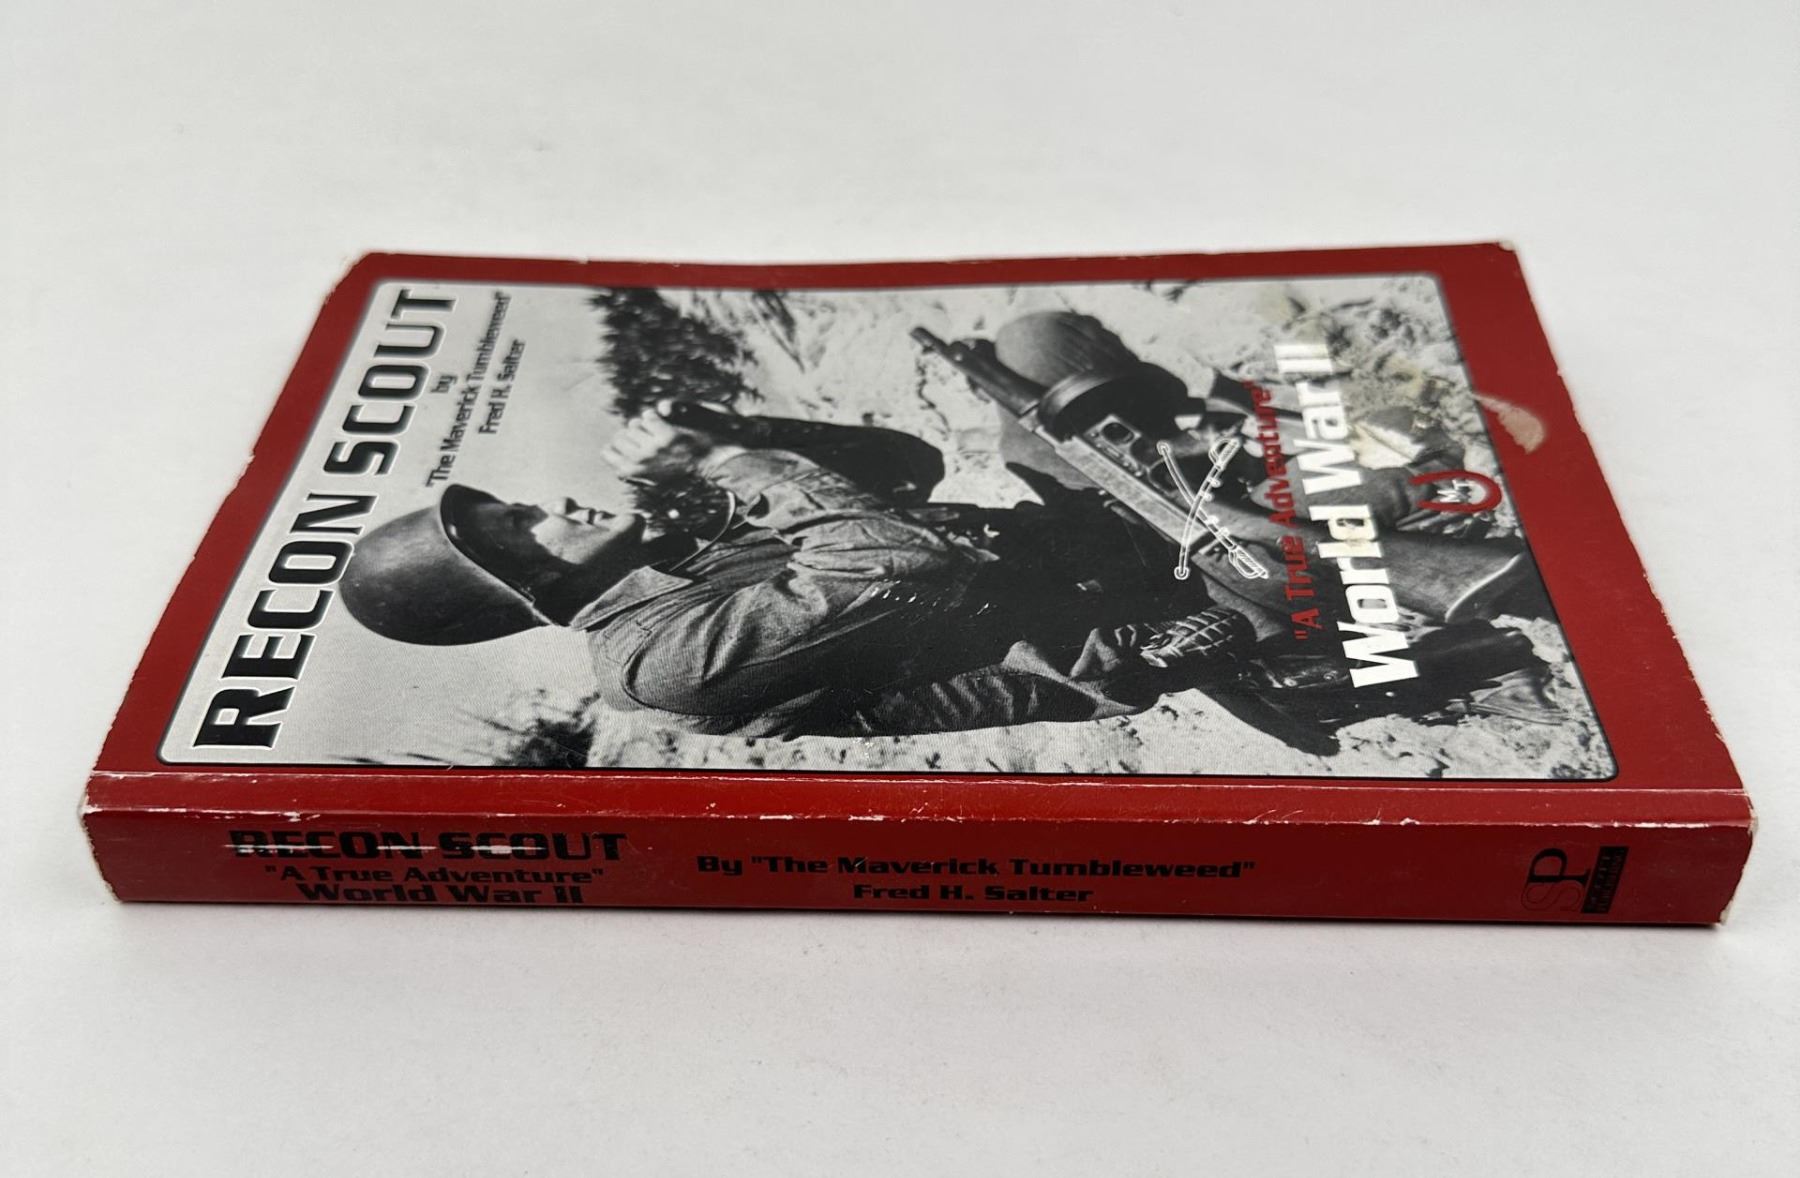 RECON SCOUT
by
"The Maverick Tumbleweed"
Fred H. Salter
"A True Adventure"
World War II
RECON SCOUT
"A True Adventure"
World War II
By "The Maverick Tumbleweed"
Fred H. Salter
SP